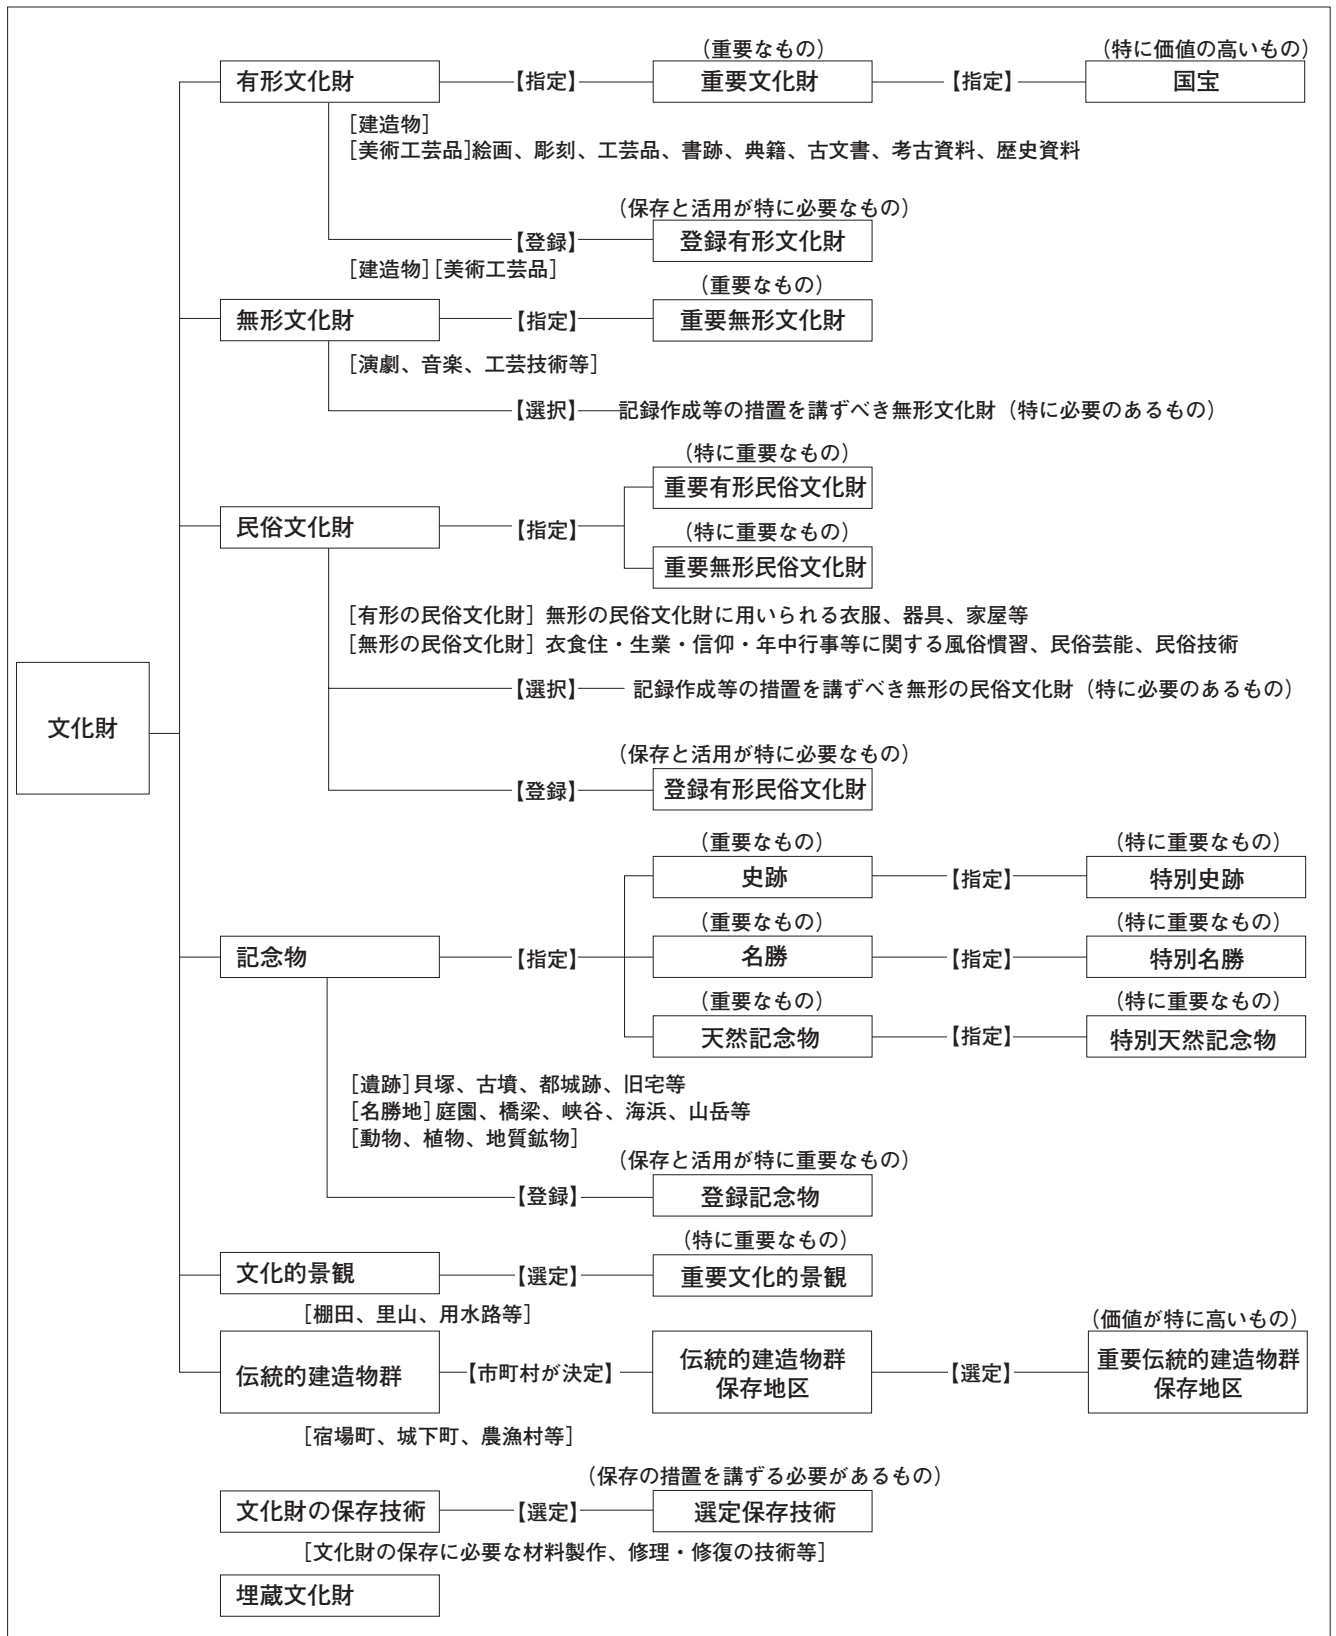 (重要なもの)
(特に価値の高いもの)
有形文化財
【指定】
重要文化財
【指定】
国宝
[建造物]
[美術工芸品]絵画、彫刻、工芸品、書跡、典籍、古文書、考古資料、歴史資料
(保存と活用が特に必要なもの)
【登録】
登録有形文化財
[建造物][美術工芸品]
(重要なもの)
無形文化財
【指定】
重要無形文化財
[演劇、音楽、工芸技術等]
【選択】
記録作成等の措置を講ずべき無形文化財(特に必要のあるもの)
(特に重要なもの)
重要有形民俗文化財
民俗文化財
【指定】
(特に重要なもの)
重要無形民俗文化財
[有形の民俗文化財]無形の民俗文化財に用いられる衣服、器具、家屋等
[無形の民俗文化財]衣食住・生業・信仰・年中行事等に関する風俗慣習、民俗芸能、民俗技術
【選択】
記録作成等の措置を講ずべき無形の民俗文化財(特に必要のあるもの)
文化財
(保存と活用が特に必要なもの)
【登録】
登録有形民俗文化財
(重要なもの)
(特に重要なもの)
史跡
【指定】
特別史跡
(重要なもの)
(特に重要なもの)
記念物
【指定】
名勝
【指定】
特別名勝
(重要なもの)
(特に重要なもの)
天然記念物
【指定】
特別天然記念物
[遺跡]貝塚、古墳、都城跡、旧宅等
[名勝地]庭園、橋梁、峡谷、海浜、山岳等
[動物、植物、地質鉱物]
(保存と活用が特に重要なもの)
【登録】
登録記念物
(特に重要なもの)
文化的景観
【選定】
重要文化的景観
[棚田、里山、用水路等]
(価値が特に高いもの)
伝統的建造物群
【市町村が決定】
伝統的建造物群
保存地区
【選定】
重要伝統的建造物群
保存地区
[宿場町、城下町、農漁村等]
(保存の措置を講ずる必要があるもの)
文化財の保存技術
【選定】
選定保存技術
[文化財の保存に必要な材料製作、修理・修復の技術等]
埋蔵文化財